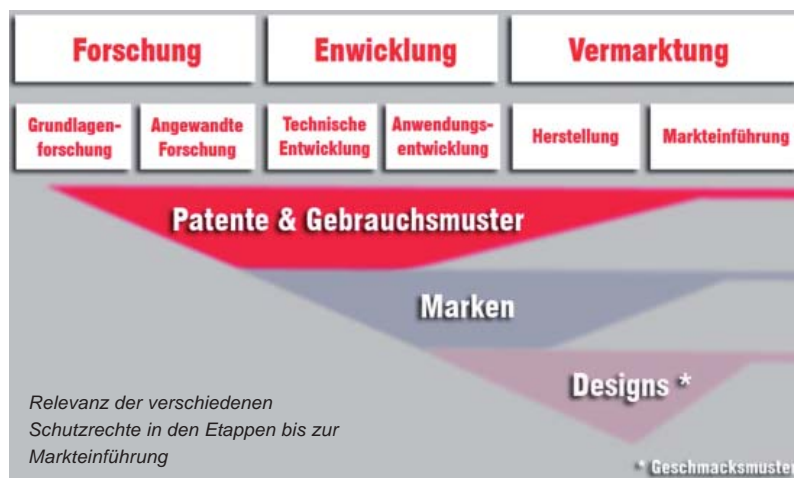 Forschung
Enwicklung
Vermarktung
Grundlagen-
forschung
Angewandte
Forschung
Technische
Entwicklung
Anwendungs-
entwicklung
Herstellung
Markteinführung
Patente & Gebrauchsmuster
Marken
Designs *
Relevanz der verschiedenen
Schutzrechte in den Etappen bis zur
Markteinführung
* Geschmacksmuster